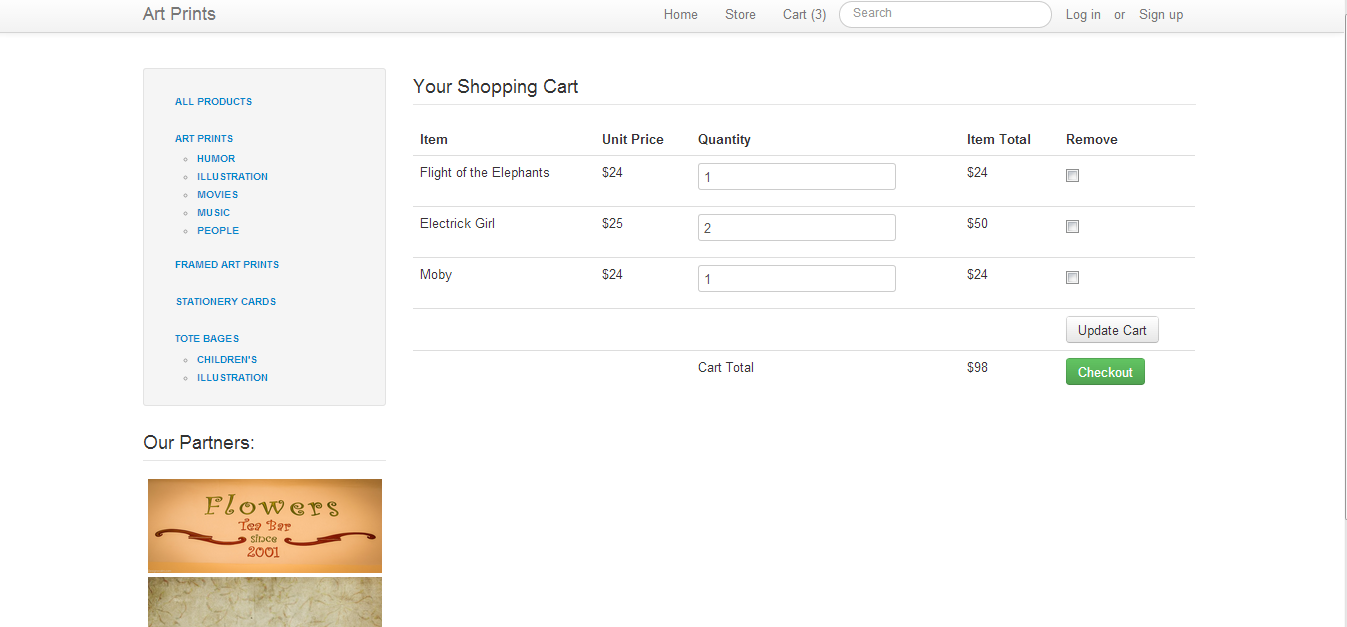 Art Prints
Home Store Cart (3) Search Log in or Sign up
ALL PRODUCTS
ART PRINTS
HUMOR
ILLUSTRATION
MOVIES
MUSIC
PEOPLE
FRAMED ART PRINTS
STATIONERY CARDS
TOTE BAGES
CHILDREN'S
ILLUSTRATION
Our Partners:
Flowers
Tea Bar
since
2001
Your Shopping Cart
Item Unit Price Quantity Item Total Remove
Flight of the Elephants $24 1 $24
Electrick Girl $25 2 $50
Moby $24 1 $24
Update Cart
Cart Total $98 Checkout